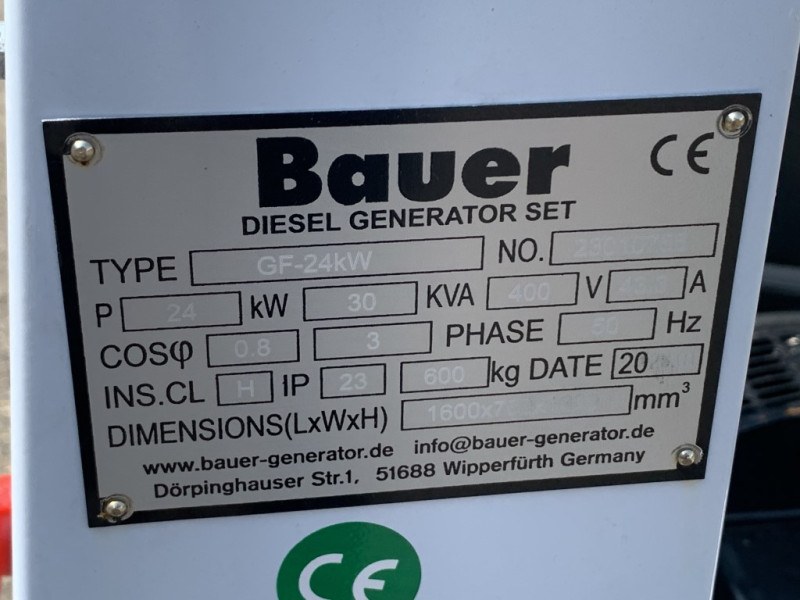 Bauer CE
DIESEL GENERATOR SET
TYPE GF-24kW NO.
P 24 kW 30 KVA 400 V A
COSφ 0.8 3 PHASE 50 Hz
INS.CL H IP 23 600 kg DATE 20
DIMENSIONS(LxWxH) mm³
www.bauer-generator.de info@bauer-generator.de
Dörpinghauser Str.1, 51688 Wipperfürth Germany
CE